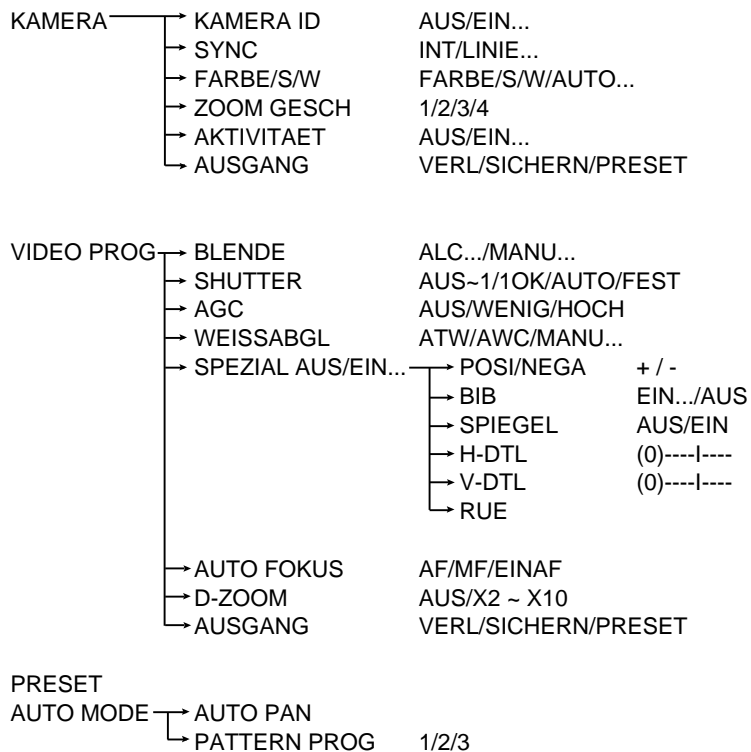 KAMERA KAMERA ID AUS/EIN...
SYNC INT/LINIE...
FARBE/S/W FARBE/S/W/AUTO...
ZOOM GESCH 1/2/3/4
AKTIVITAET AUS/EIN...
AUSGANG VERL/SICHERN/PRESET
VIDEO PROG BLENDE ALC.../MANU...
SHUTTER AUS~1/1OK/AUTO/FEST
AGC AUS/WENIG/HOCH
WEISSABGL ATW/AWC/MANU...
SPEZIAL AUS/EIN... POSI/NEGA + / -
BIB EIN.../AUS
SPIEGEL AUS/EIN
H-DTL (0)----I----
V-DTL (0)----I----
RUE
AUTO FOKUS AF/MF/EINAF
D-ZOOM AUS/X2 ~ X10
AUSGANG VERL/SICHERN/PRESET
PRESET
AUTO MODE AUTO PAN
PATTERN PROG 1/2/3